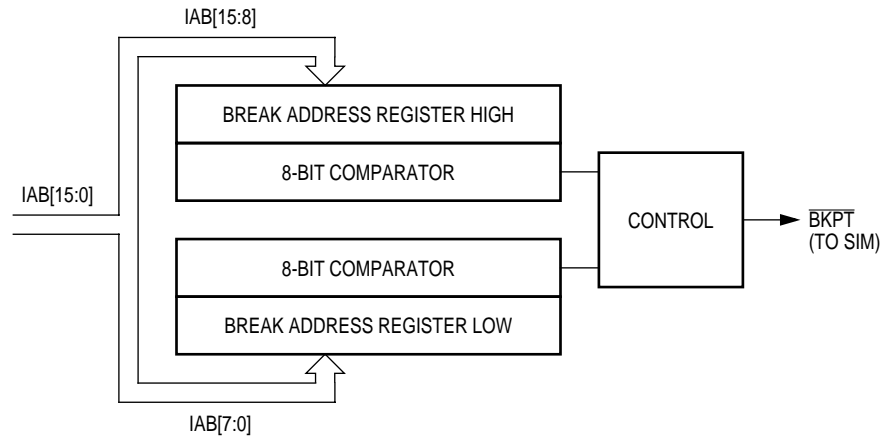 IAB[15:8]
BREAK ADDRESS REGISTER HIGH
8-BIT COMPARATOR
IAB[15:0]
CONTROL
BKPT
(TO SIM)
8-BIT COMPARATOR
BREAK ADDRESS REGISTER LOW
IAB[7:0]